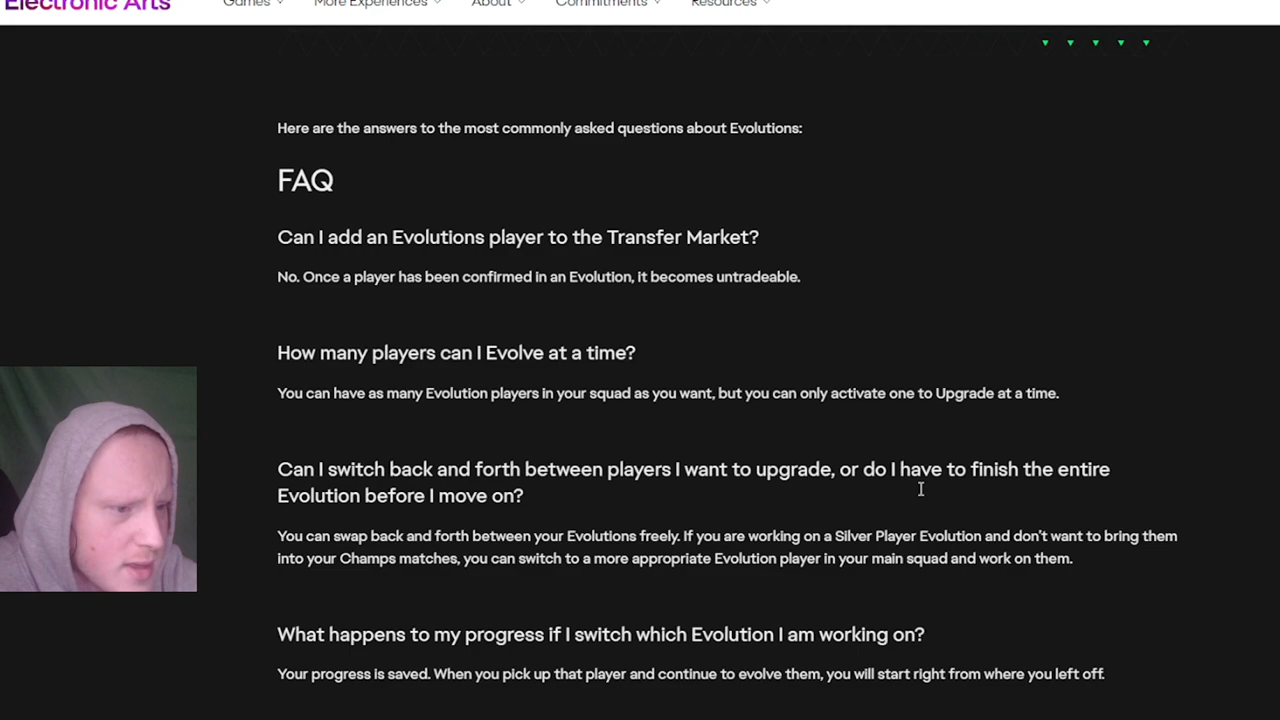 Electronic Arts
Games More Experiences About Commitments Resources
Here are the answers to the most commonly asked questions about Evolutions:
FAQ
Can I add an Evolutions player to the Transfer Market?
No. Once a player has been confirmed in an Evolution, it becomes untradeable.
How many players can I Evolve at a time?
You can have as many Evolution players in your squad as you want, but you can only activate one to Upgrade at a time.
Can I switch back and forth between players I want to upgrade, or do I have to finish the entire
Evolution before I move on?
You can swap back and forth between your Evolutions freely. If you are working on a Silver Player Evolution and don't want to bring them
into your Champs matches, you can switch to a more appropriate Evolution player in your main squad and work on them.
What happens to my progress if I switch which Evolution I am working on?
Your progress is saved. When you pick up that player and continue to evolve them, you will start right from where you left off.